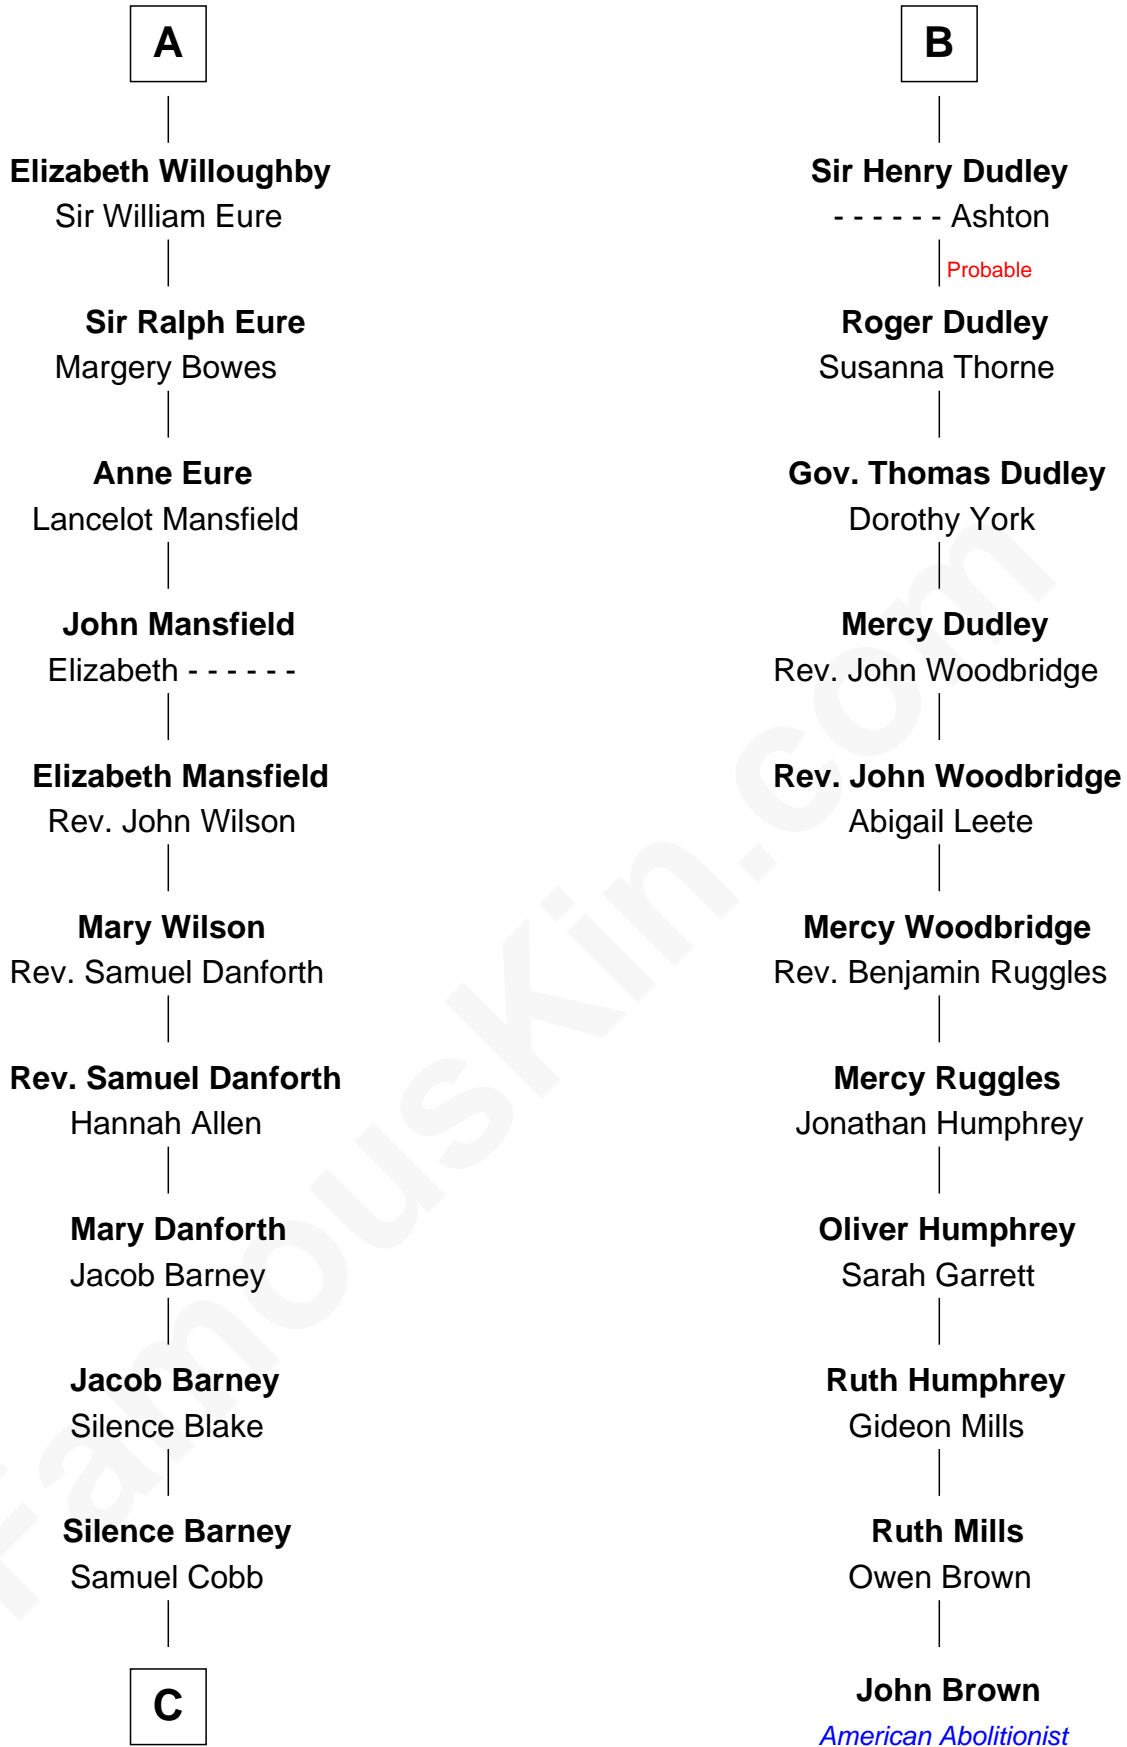 A
Elizabeth Willoughby
Sir William Eure
Sir Ralph Eure
Margery Bowes
Anne Eure
Lancelot Mansfield
John Mansfield
Elizabeth - - - - - -
Elizabeth Mansfield
Rev. John Wilson
Mary Wilson
Rev. Samuel Danforth
Rev. Samuel Danforth
Hannah Allen
Mary Danforth
Jacob Barney
Jacob Barney
Silence Blake
Silence Barney
Samuel Cobb
C
B
Sir Henry Dudley
- - - - - - Ashton
Probable
Roger Dudley
Susanna Thorne
Gov. Thomas Dudley
Dorothy York
Mercy Dudley
Rev. John Woodbridge
Rev. John Woodbridge
Abigail Leete
Mercy Woodbridge
Rev. Benjamin Ruggles
Mercy Ruggles
Jonathan Humphrey
Oliver Humphrey
Sarah Garrett
Ruth Humphrey
Gideon Mills
Ruth Mills
Owen Brown
John Brown
American Abolitionist
FamousKin.com